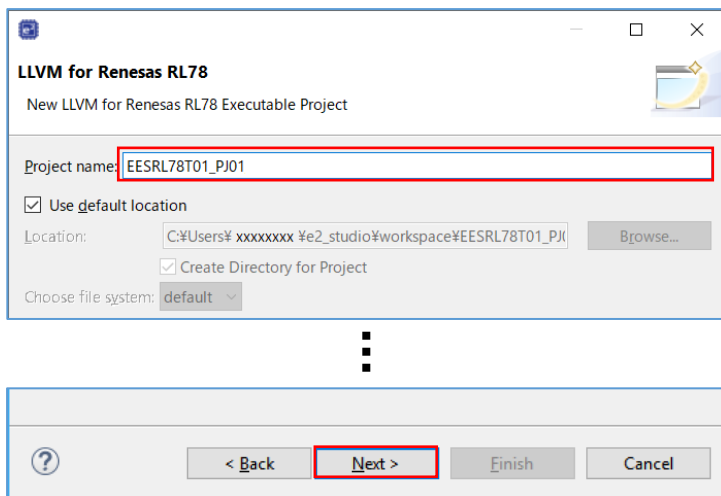 LLVM for Renesas RL78
New LLVM for Renesas RL78 Executable Project
Project name: EESRL78T01_PJ01
Use default location
Location: C:¥Users¥ xxxxxxxx ¥e2_studio¥workspace¥EESRL78T01_PJ( Browse...
Create Directory for Project
Choose file system: default
< Back Next > Finish Cancel